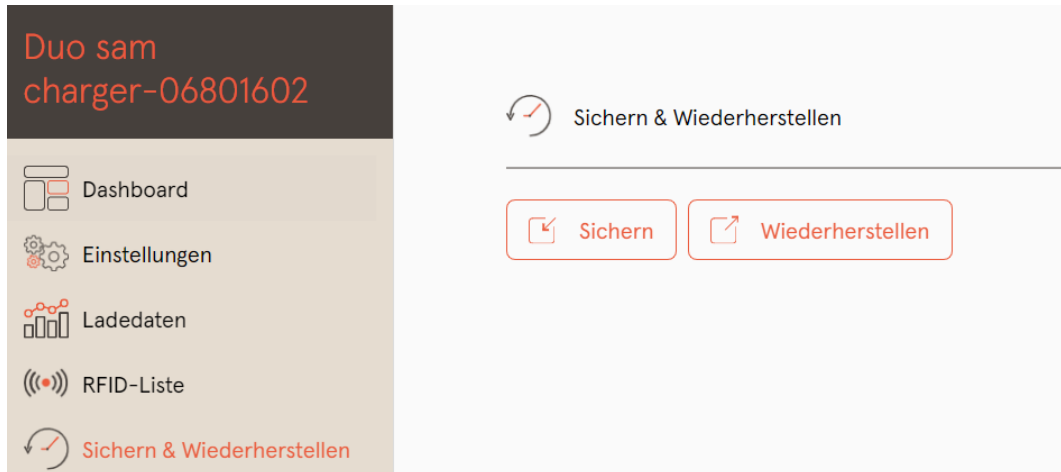 Duo sam
charger-06801602
Dashboard
Einstellungen
Ladedaten
RFID-Liste
Sichern & Wiederherstellen
Sichern & Wiederherstellen
Sichern
Wiederherstellen